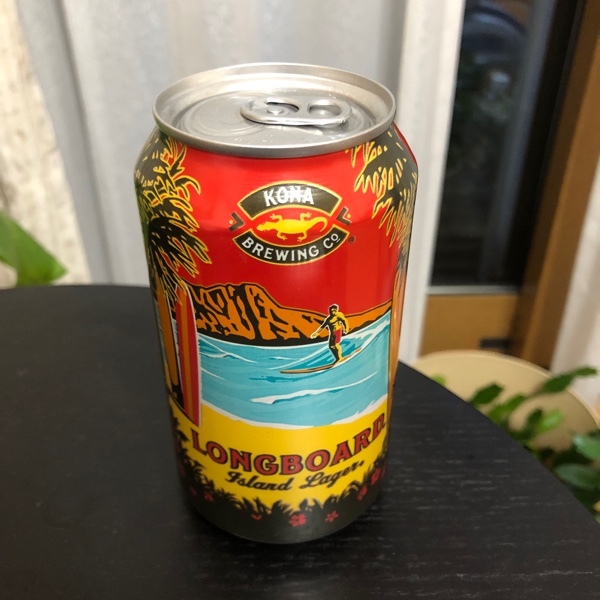 KONA
BREWING CO
LONGBOARD
Island Lager